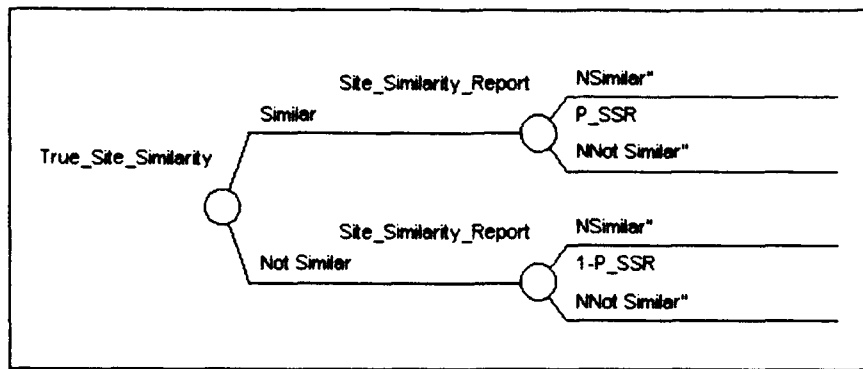 Site_Similarity_Report
NSimilar"
Similar
P_SSR
True_Site_Similarity
NNot Similar"
Site_Similarity_Report
NSimilar"
Not Similar
1-P_SSR
NNot Similar"